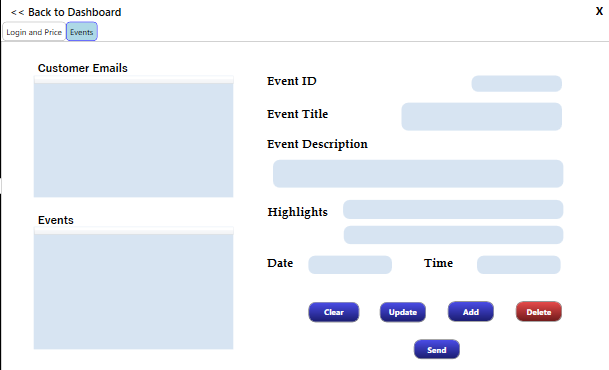 << Back to Dashboard
X
Login and Price
Events
Customer Emails
Events
Event ID
Event Title
Event Description
Highlights
Date
Time
Clear
Update
Add
Delete
Send